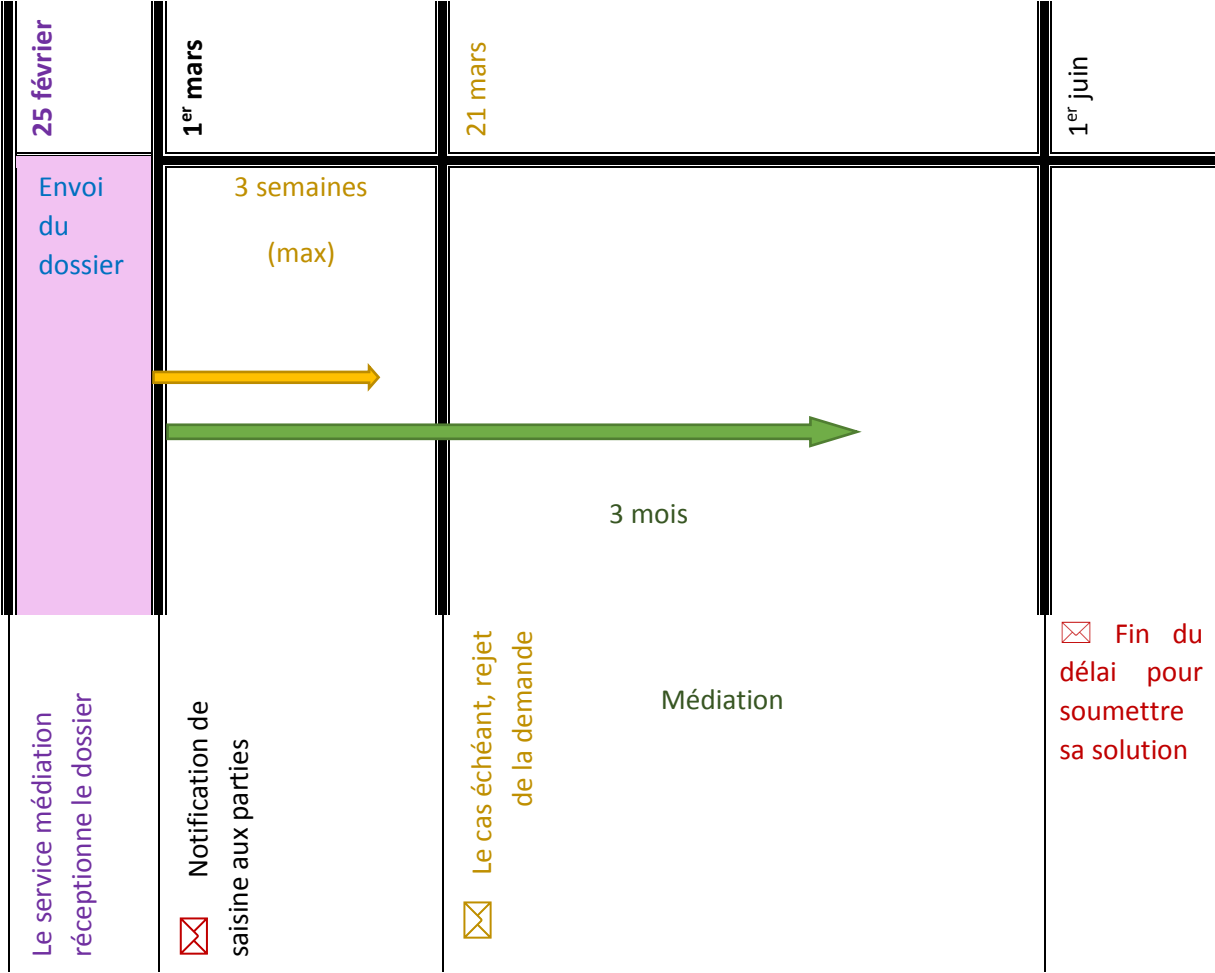 25 février
1er mars
21 mars
1er juin
Envoi
du
dossier
3 semaines
(max)
3 mois
Le service médiation
réceptionne le dossier
Notification de
saisine aux parties
Le cas échéant, rejet
de la demande
Médiation
Fin du
délai pour
soumettre
sa solution